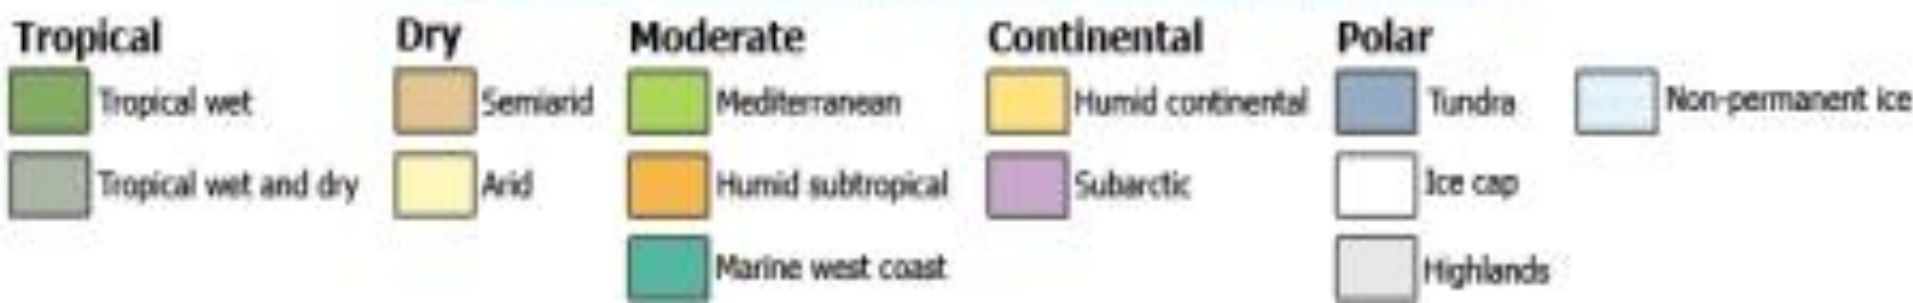 Tropical
Tropical wet
Tropical wet and dry
Dry
Semiarid
Arid
Moderate
Mediterranean
Humid subtropical
Marine west coast
Continental
Humid continental
Subarctic
Polar
Tundra
Ice cap
Highlands
Non-permanent ice